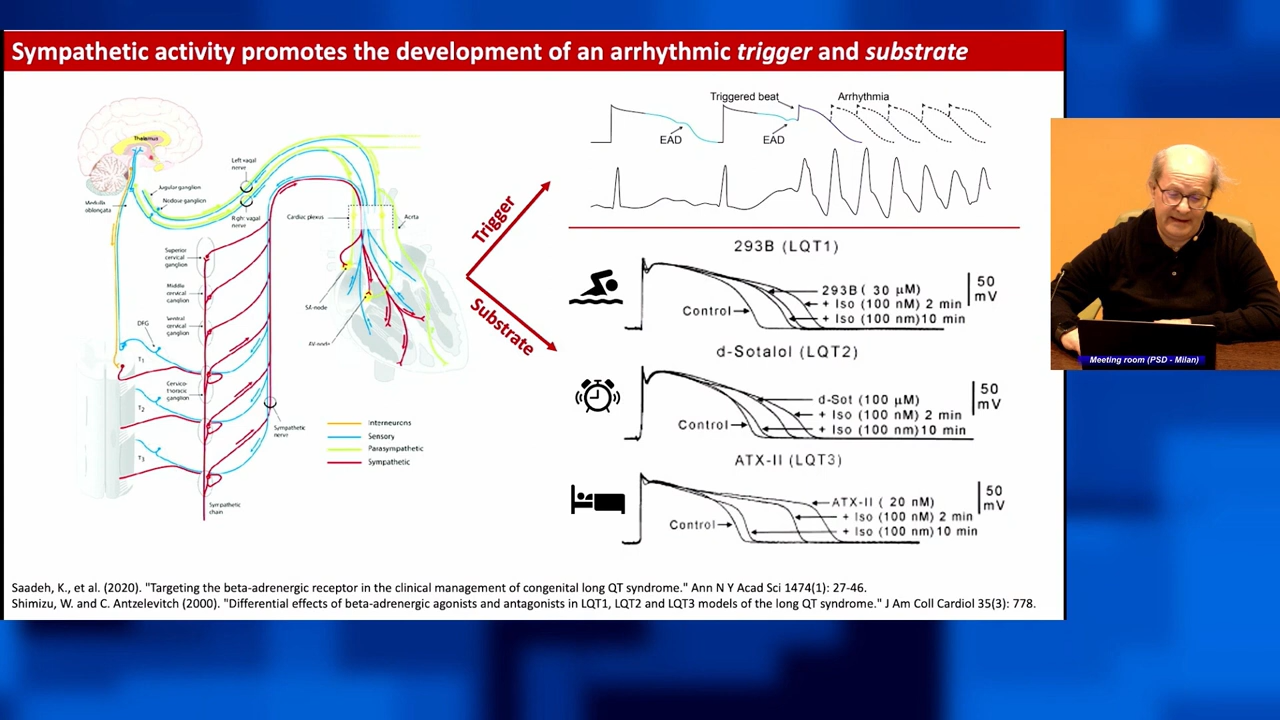 Sympathetic activity promotes the development of an arrhythmic trigger and substrate
Thalamus
Medulla
oblongata
Jugular ganglion
Nodose ganglion
Left vagal
nerve
Right vagal
nerve
Cardiac plexus
Aorta
Superior
cervical
ganglion
Middle
cervical
ganglion
cervical
ganglion
SA-node
AV-node
T1
T2
T3
Cervico-
thoracic
ganglion
Sympathetic
nerve
Sympathetic
chain
Interneurons
Sensory
Parasympathetic
Sympathetic
Trigger
Substrate
Triggered beat
Arrhythmia
EAD
EAD
293B (LQT1)
293B ( 30 μM)
+ Iso (100 nM) 2 min
+ Iso (100 nm) 10 min
Control
50
mV
d-Sotalol (LQT2)
d-Sot (100 μM)
+ Iso (100 nM) 2 min
+ Iso (100 nm) 10 min
Control
50
mV
ATX-II (LQT3)
ATX-II ( 20 nM)
+ Iso (100 nM) 2 min
+ Iso (100 nm) 10 min
Control
50
mV
Saadeh, K., et al. (2020). "Targeting the beta-adrenergic receptor in the clinical management of congenital long QT syndrome." Ann N Y Acad Sci 1474(1): 27-46.
Shimizu, W. and C. Antzelevitch (2000). "Differential effects of beta-adrenergic agonists and antagonists in LQT1, LQT2 and LQT3 models of the long QT syndrome." J Am Coll Cardiol 35(3): 778.
Meeting room (PSD - Milan)